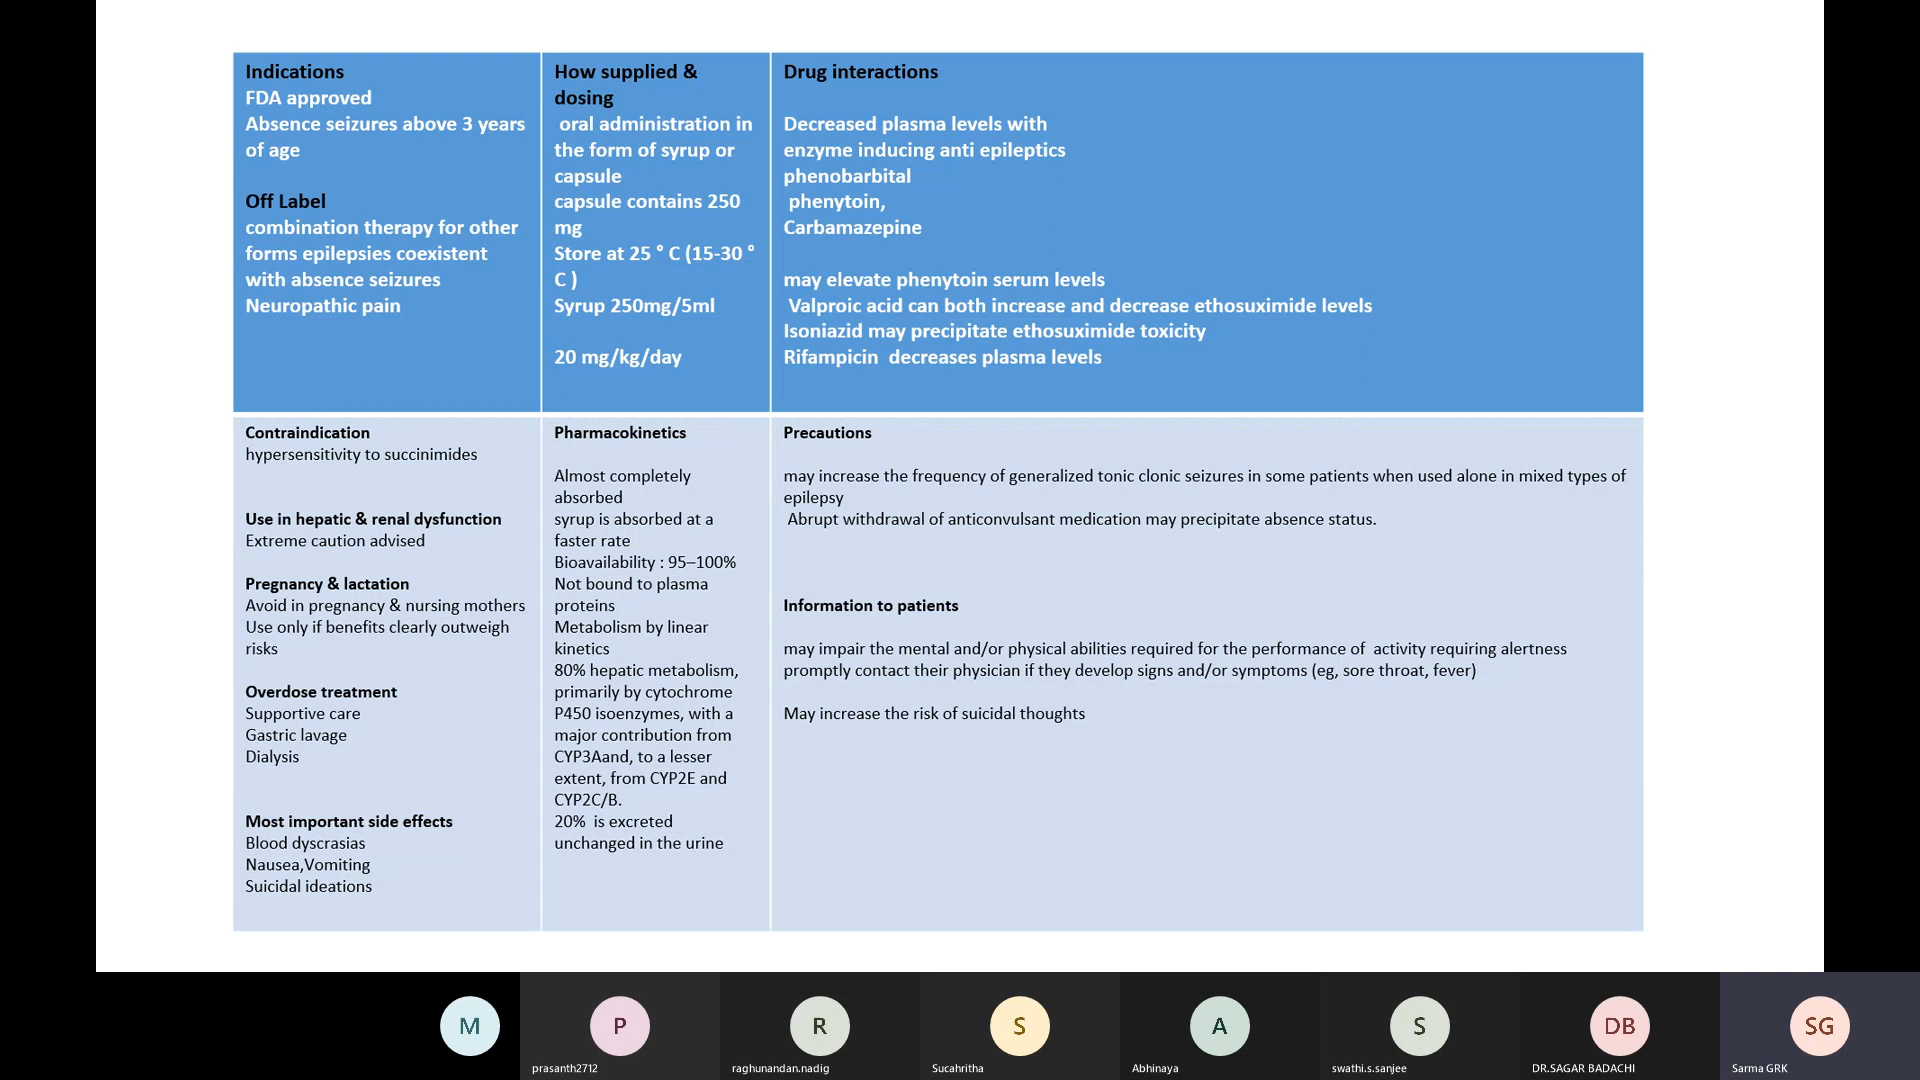 Indications
FDA approved
Absence seizures above 3 years
of age
Off Label
combination therapy for other
forms epilepsies coexistent
with absence seizures
Neuropathic pain
How supplied &
dosing
oral administration in
the form of syrup or
capsule
capsule contains 250
mg
Store at 25 ° C (15-30 °
C )
Syrup 250mg/5ml
20 mg/kg/day
Drug interactions
Decreased plasma levels with
enzyme inducing anti epileptics
phenobarbital
phenytoin,
Carbamazepine
may elevate phenytoin serum levels
Valproic acid can both increase and decrease ethosuximide levels
Isoniazid may precipitate ethosuximide toxicity
Rifampicin  decreases plasma levels
Contraindication
hypersensitivity to succinimides
Use in hepatic & renal dysfunction
Extreme caution advised
Pregnancy & lactation
Avoid in pregnancy & nursing mothers
Use only if benefits clearly outweigh
risks
Overdose treatment
Supportive care
Gastric lavage
Dialysis
Most important side effects
Blood dyscrasias
Nausea,Vomiting
Suicidal ideations
Pharmacokinetics
Almost completely
absorbed
syrup is absorbed at a
faster rate
Bioavailability : 95–100%
Not bound to plasma
proteins
Metabolism by linear
kinetics
80% hepatic metabolism,
primarily by cytochrome
P450 isoenzymes, with a
major contribution from
CYP3Aand, to a lesser
extent, from CYP2E and
CYP2C/B.
20%  is excreted
unchanged in the urine
Precautions
may increase the frequency of generalized tonic clonic seizures in some patients when used alone in mixed types of
epilepsy
Abrupt withdrawal of anticonvulsant medication may precipitate absence status.
Information to patients
may impair the mental and/or physical abilities required for the performance of  activity requiring alertness
promptly contact their physician if they develop signs and/or symptoms (eg, sore throat, fever)
May increase the risk of suicidal thoughts
M
P
R
S
A
S
DB
SG
prasanth2712
raghunandan.nadig
Sucahritha
Abhinaya
swathi.s.sanjee
DR.SAGAR BADACHI
Sarma GRK